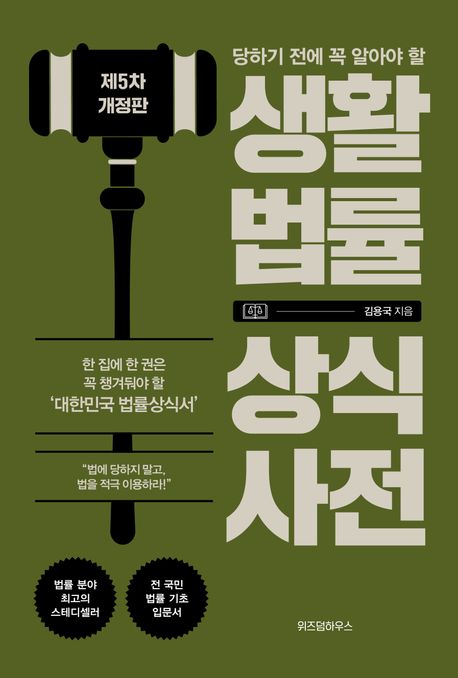 당하기 전에 꼭 알아야 할
생활
법률
김용국 지음
상식
사전
제5차
개정판
한 집에 한 권은
꼭 챙겨둬야 할
‘대한민국 법률상식서’
“법에 당하지 말고,
법을 적극 이용하라!”
법률 분야
최고의
스테디셀러
전 국민
법률 기초
입문서
위즈덤하우스